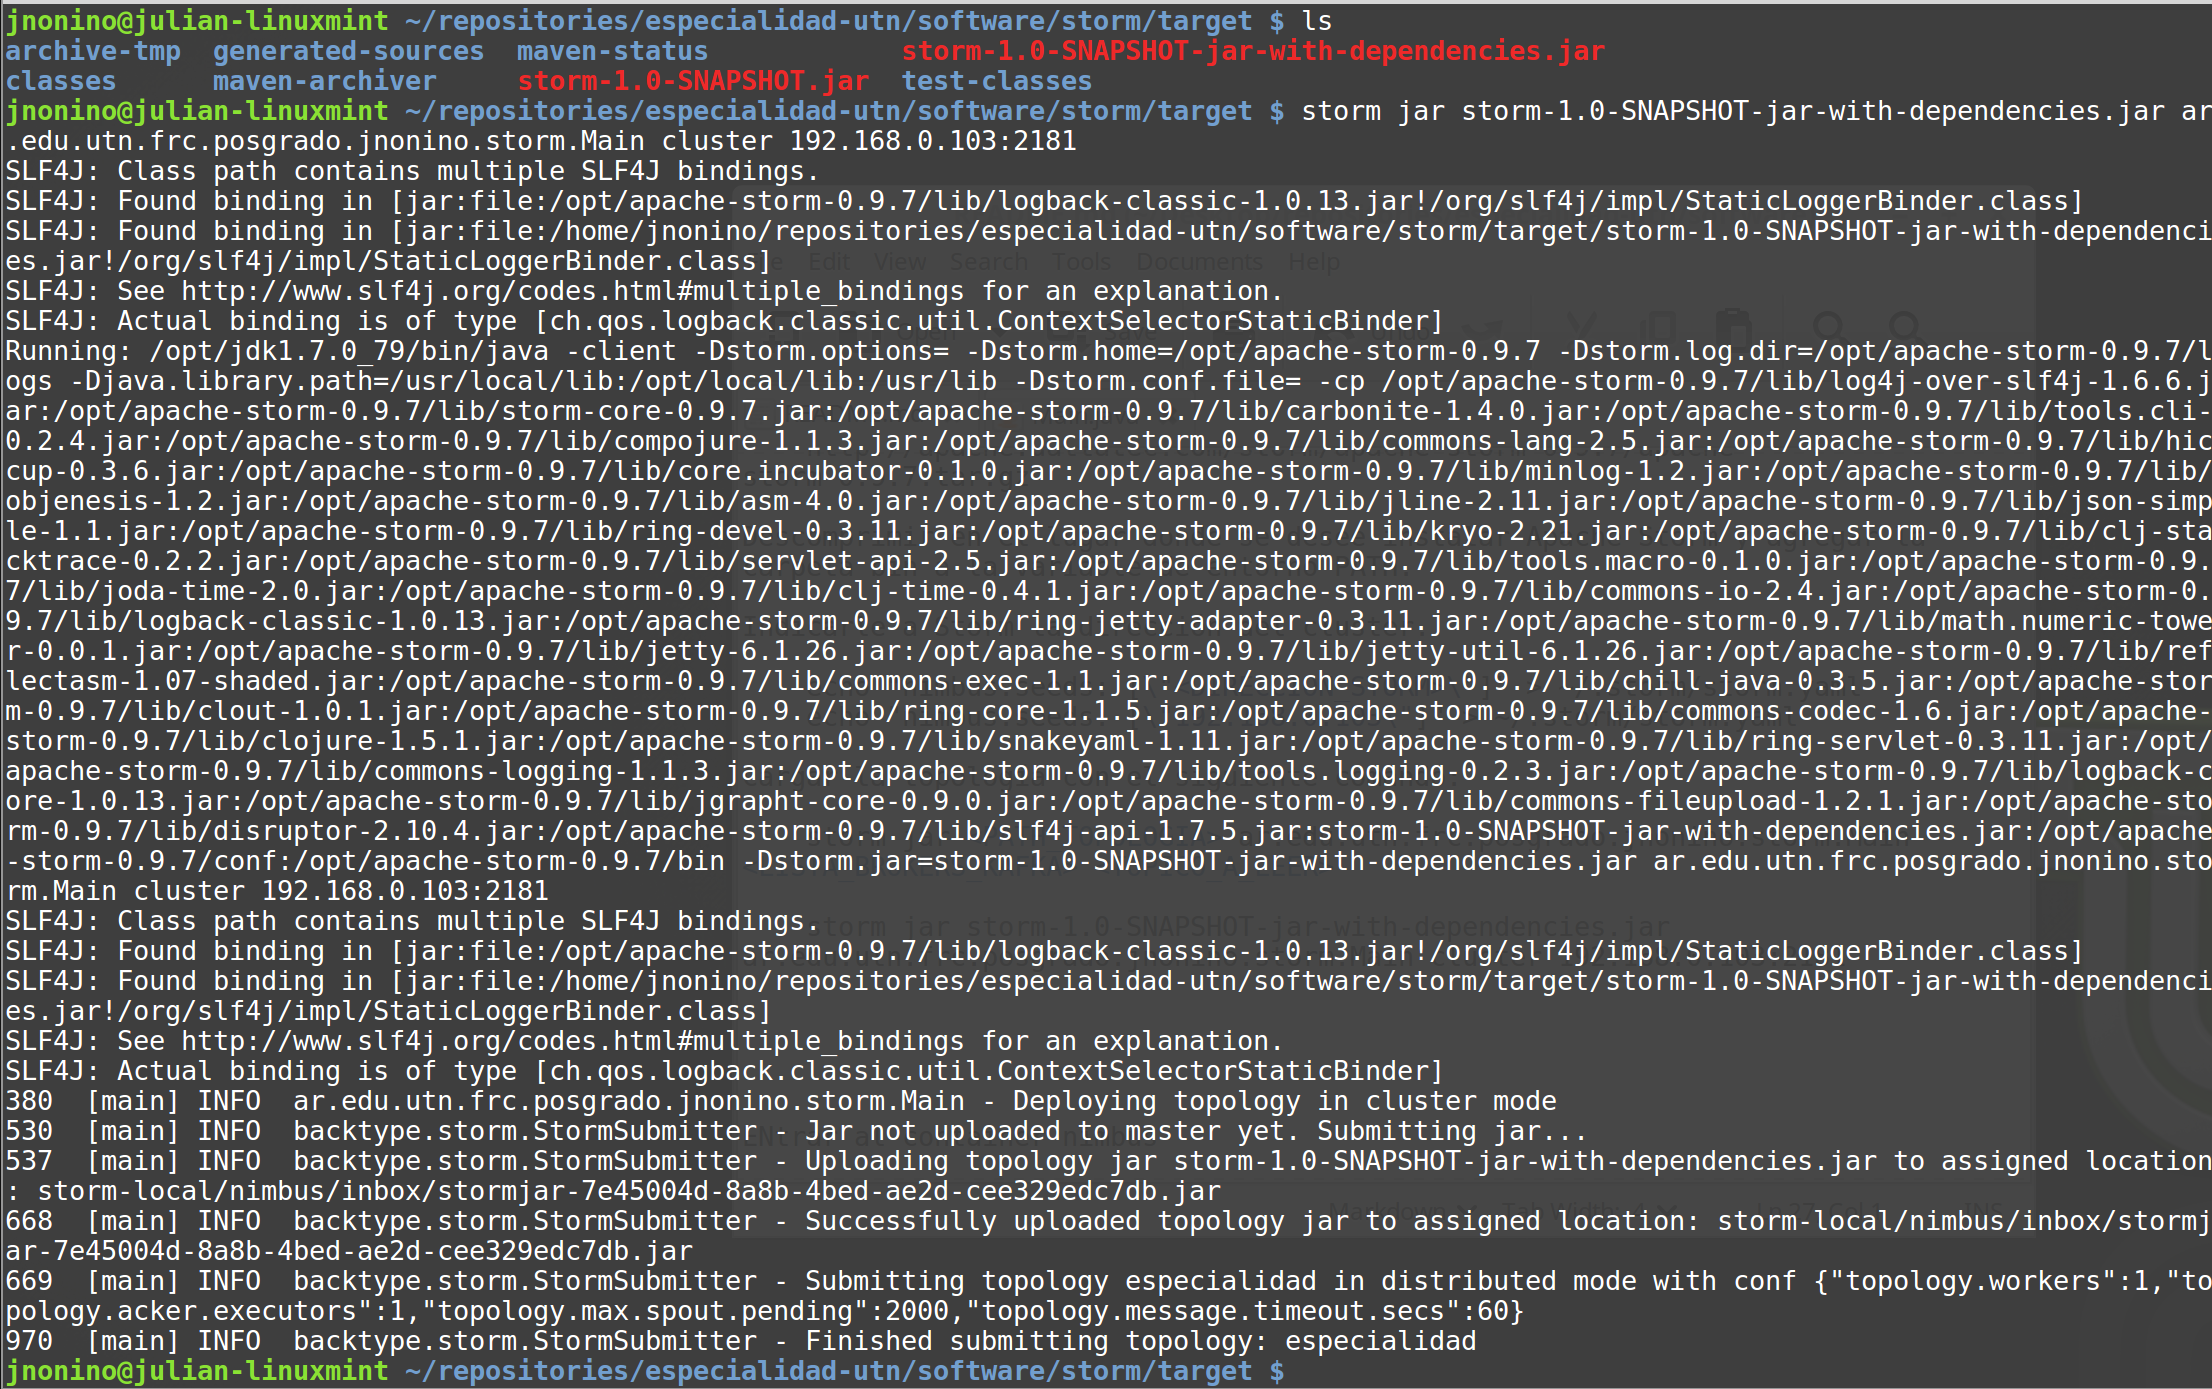 jnonino@julian-linuxmint ~/repositories/especialidad-utn/software/storm/target $ ls
archive-tmp  generated-sources  maven-status            storm-1.0-SNAPSHOT-jar-with-dependencies.jar
classes      maven-archiver     storm-1.0-SNAPSHOT.jar  test-classes
jnonino@julian-linuxmint ~/repositories/especialidad-utn/software/storm/target $ storm jar storm-1.0-SNAPSHOT-jar-with-dependencies.jar ar
.edu.utn.frc.posgrado.jnonino.storm.Main cluster 192.168.0.103:2181
SLF4J: Class path contains multiple SLF4J bindings.
SLF4J: Found binding in [jar:file:/opt/apache-storm-0.9.7/lib/logback-classic-1.0.13.jar!/org/slf4j/impl/StaticLoggerBinder.class]
SLF4J: Found binding in [jar:file:/home/jnonino/repositories/especialidad-utn/software/storm/target/storm-1.0-SNAPSHOT-jar-with-dependenci
es.jar!/org/slf4j/impl/StaticLoggerBinder.class]
SLF4J: See http://www.slf4j.org/codes.html#multiple_bindings for an explanation.
SLF4J: Actual binding is of type [ch.qos.logback.classic.util.ContextSelectorStaticBinder]
Running: /opt/jdk1.7.0_79/bin/java -client -Dstorm.options= -Dstorm.home=/opt/apache-storm-0.9.7 -Dstorm.log.dir=/opt/apache-storm-0.9.7/l
ogs -Djava.library.path=/usr/local/lib:/opt/local/lib:/usr/lib -Dstorm.conf.file= -cp /opt/apache-storm-0.9.7/lib/log4j-over-slf4j-1.6.6.j
ar:/opt/apache-storm-0.9.7/lib/storm-core-0.9.7.jar:/opt/apache-storm-0.9.7/lib/carbonite-1.4.0.jar:/opt/apache-storm-0.9.7/lib/tools.cli-
0.2.4.jar:/opt/apache-storm-0.9.7/lib/compojure-1.1.3.jar:/opt/apache-storm-0.9.7/lib/commons-lang-2.5.jar:/opt/apache-storm-0.9.7/lib/hic
cup-0.3.6.jar:/opt/apache-storm-0.9.7/lib/core.incubator-0.1.0.jar:/opt/apache-storm-0.9.7/lib/minlog-1.2.jar:/opt/apache-storm-0.9.7/lib/
objenesis-1.2.jar:/opt/apache-storm-0.9.7/lib/asm-4.0.jar:/opt/apache-storm-0.9.7/lib/jline-2.11.jar:/opt/apache-storm-0.9.7/lib/json-simp
le-1.1.jar:/opt/apache-storm-0.9.7/lib/ring-devel-0.3.11.jar:/opt/apache-storm-0.9.7/lib/kryo-2.21.jar:/opt/apache-storm-0.9.7/lib/clj-sta
cktrace-0.2.2.jar:/opt/apache-storm-0.9.7/lib/servlet-api-2.5.jar:/opt/apache-storm-0.9.7/lib/tools.macro-0.1.0.jar:/opt/apache-storm-0.9.
7/lib/joda-time-2.0.jar:/opt/apache-storm-0.9.7/lib/clj-time-0.4.1.jar:/opt/apache-storm-0.9.7/lib/commons-io-2.4.jar:/opt/apache-storm-0.
9.7/lib/logback-classic-1.0.13.jar:/opt/apache-storm-0.9.7/lib/ring-jetty-adapter-0.3.11.jar:/opt/apache-storm-0.9.7/lib/math.numeric-towe
r-0.0.1.jar:/opt/apache-storm-0.9.7/lib/jetty-6.1.26.jar:/opt/apache-storm-0.9.7/lib/jetty-util-6.1.26.jar:/opt/apache-storm-0.9.7/lib/ref
lectasm-1.07-shaded.jar:/opt/apache-storm-0.9.7/lib/commons-exec-1.1.jar:/opt/apache-storm-0.9.7/lib/chill-java-0.3.5.jar:/opt/apache-stor
m-0.9.7/lib/clout-1.0.1.jar:/opt/apache-storm-0.9.7/lib/ring-core-1.1.5.jar:/opt/apache-storm-0.9.7/lib/commons-codec-1.6.jar:/opt/apache-
storm-0.9.7/lib/clojure-1.5.1.jar:/opt/apache-storm-0.9.7/lib/snakeyaml-1.11.jar:/opt/apache-storm-0.9.7/lib/ring-servlet-0.3.11.jar:/opt/
apache-storm-0.9.7/lib/commons-logging-1.1.3.jar:/opt/apache-storm-0.9.7/lib/tools.logging-0.2.3.jar:/opt/apache-storm-0.9.7/lib/logback-c
ore-1.0.13.jar:/opt/apache-storm-0.9.7/lib/jgrapht-core-0.9.0.jar:/opt/apache-storm-0.9.7/lib/commons-fileupload-1.2.1.jar:/opt/apache-sto
rm-0.9.7/lib/disruptor-2.10.4.jar:/opt/apache-storm-0.9.7/lib/slf4j-api-1.7.5.jar:storm-1.0-SNAPSHOT-jar-with-dependencies.jar:/opt/apache
-storm-0.9.7/conf:/opt/apache-storm-0.9.7/bin -Dstorm.jar=storm-1.0-SNAPSHOT-jar-with-dependencies.jar ar.edu.utn.frc.posgrado.jnonino.sto
rm.Main cluster 192.168.0.103:2181
SLF4J: Class path contains multiple SLF4J bindings.
SLF4J: Found binding in [jar:file:/opt/apache-storm-0.9.7/lib/logback-classic-1.0.13.jar!/org/slf4j/impl/StaticLoggerBinder.class]
SLF4J: Found binding in [jar:file:/home/jnonino/repositories/especialidad-utn/software/storm/target/storm-1.0-SNAPSHOT-jar-with-dependenci
es.jar!/org/slf4j/impl/StaticLoggerBinder.class]
SLF4J: See http://www.slf4j.org/codes.html#multiple_bindings for an explanation.
SLF4J: Actual binding is of type [ch.qos.logback.classic.util.ContextSelectorStaticBinder]
380  [main] INFO  ar.edu.utn.frc.posgrado.jnonino.storm.Main - Deploying topology in cluster mode
530  [main] INFO  backtype.storm.StormSubmitter - Jar not uploaded to master yet. Submitting jar...
537  [main] INFO  backtype.storm.StormSubmitter - Uploading topology jar storm-1.0-SNAPSHOT-jar-with-dependencies.jar to assigned location
: storm-local/nimbus/inbox/stormjar-7e45004d-8a8b-4bed-ae2d-cee329edc7db.jar
668  [main] INFO  backtype.storm.StormSubmitter - Successfully uploaded topology jar to assigned location: storm-local/nimbus/inbox/stormj
ar-7e45004d-8a8b-4bed-ae2d-cee329edc7db.jar
669  [main] INFO  backtype.storm.StormSubmitter - Submitting topology especialidad in distributed mode with conf {"topology.workers":1,"to
pology.acker.executors":1,"topology.max.spout.pending":2000,"topology.message.timeout.secs":60}
970  [main] INFO  backtype.storm.StormSubmitter - Finished submitting topology: especialidad
jnonino@julian-linuxmint ~/repositories/especialidad-utn/software/storm/target $